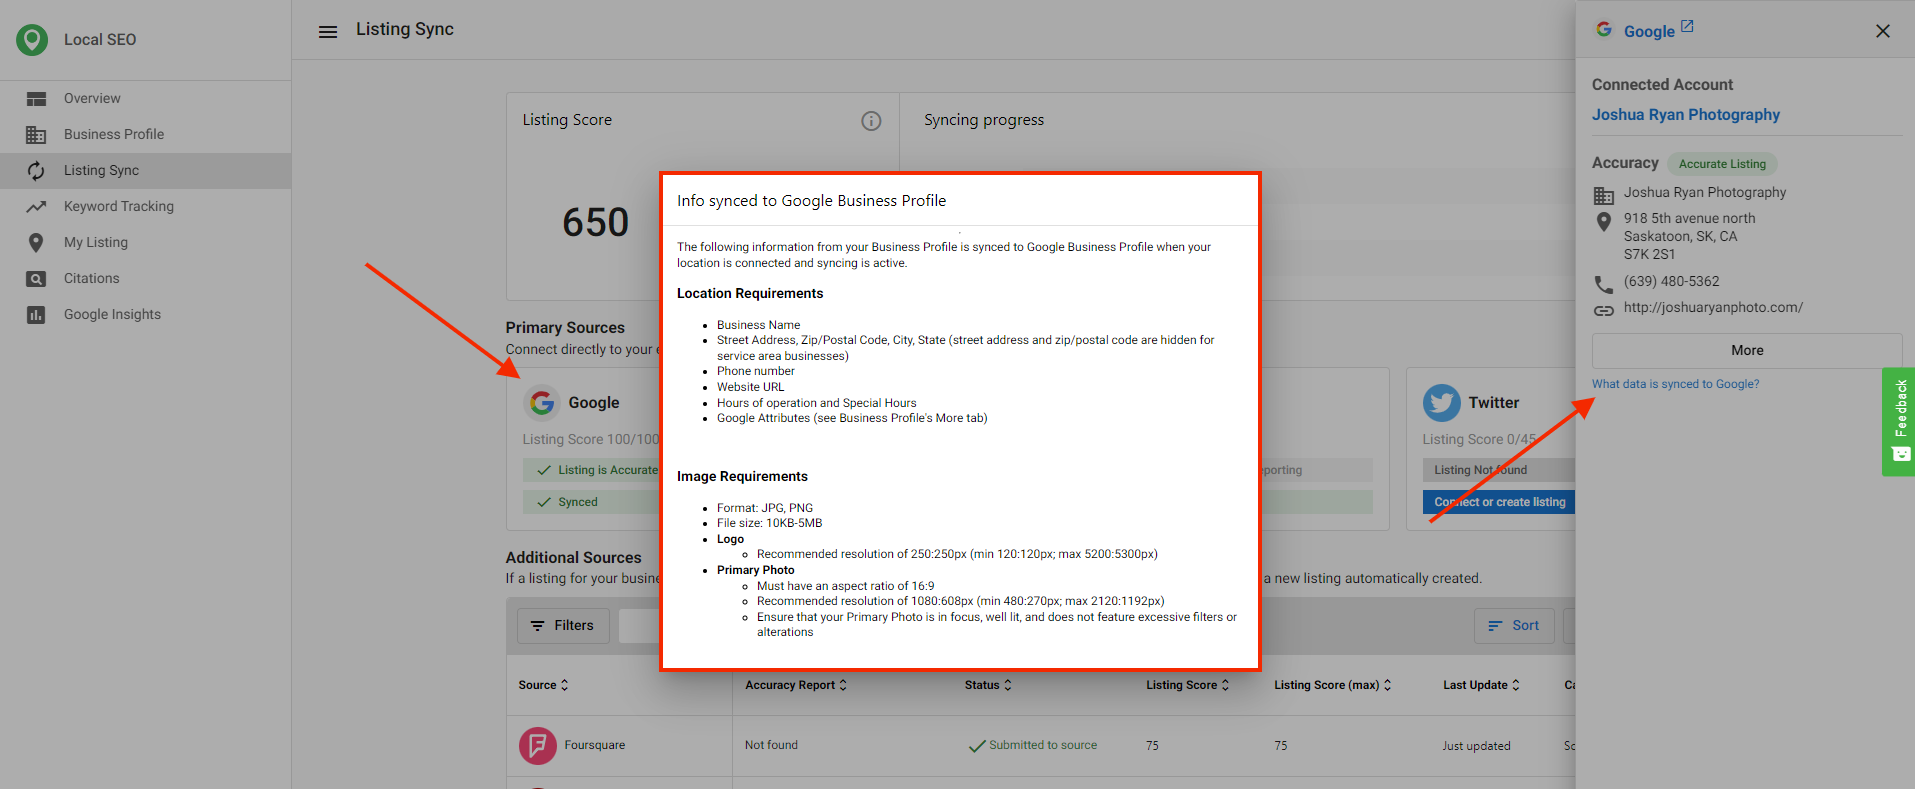 Local SEO
Overview
Business Profile
Listing Sync
Keyword Tracking
My Listing
Citations
Google Insights
Listing Sync
Listing Score
650
Syncing progress
Primary Sources
Connect directly to your
Google
Listing Score 100/100
Listing is Accurate
Synced
eporting
Twitter
Listing Score 0/45
Listing Not found
Connect or create listing
Additional Sources
If a listing for your busine
a new listing automatically created.
Filters
Sort
Source
Accuracy Report
Status
Listing Score
Listing Score (max)
Last Update
Ca
Foursquare
Not found
Submitted to source
75
75
Just updated
Sc
Info synced to Google Business Profile
The following information from your Business Profile is synced to Google Business Profile when your
location is connected and syncing is active.
Location Requirements
• Business Name
• Street Address, Zip/Postal Code, City, State (street address and zip/postal code are hidden for
service area businesses)
• Phone number
• Website URL
• Hours of operation and Special Hours
• Google Attributes (see Business Profile's More tab)
Image Requirements
• Format: JPG, PNG
• File size: 10KB-5MB
• Logo
◦ Recommended resolution of 250:250px (min 120:120px; max 5200:5300px)
• Primary Photo
◦ Must have an aspect ratio of 16:9
◦ Recommended resolution of 1080:608px (min 480:270px; max 2120:1192px)
◦ Ensure that your Primary Photo is in focus, well lit, and does not feature excessive filters or
alterations
Google
Connected Account
Joshua Ryan Photography
Accuracy
Accurate Listing
Joshua Ryan Photography
918 5th avenue north
Saskatoon, SK, CA
S7K 2S1
(639) 480-5362
http://joshuaryanphoto.com/
More
What data is synced to Google?
Feedback